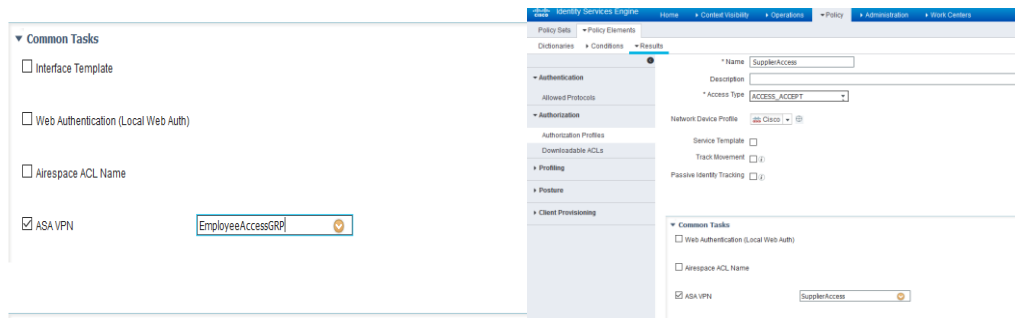 Common Tasks
Interface Template
Web Authentication (Local Web Auth)
Airespace ACL Name
ASA VPN EmployeeAccessGRP
cisco Identity Services Engine Home Context Visibility Operations Policy Administration Work Centers
Policy Sets Policy Elements
Dictionaries Conditions Results
Authentication
Allowed Protocols
Authorization
Authorization Profiles
Downloadable ACLs
Profiling
Posture
Client Provisioning
* Name SupplierAccess
Description
* Access Type ACCESS_ACCEPT
Network Device Profile Cisco
Service Template
Track Movement
Passive Identity Tracking
Common Tasks
Web Authentication (Local Web Auth)
Airespace ACL Name
ASA VPN SupplierAccess